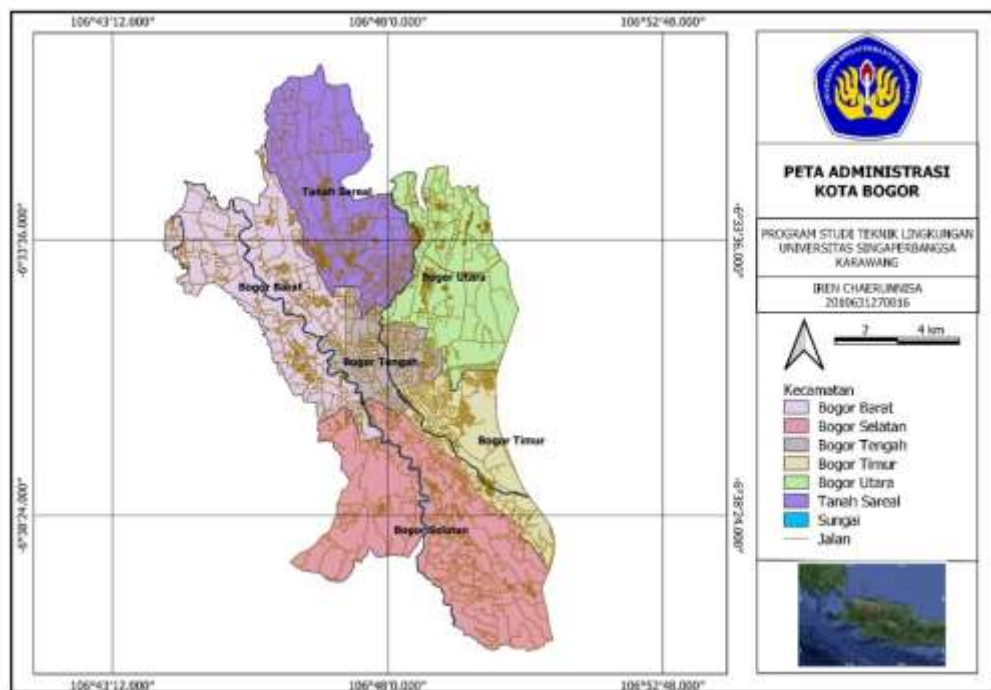 106°43'12.000"
106°48'0.000"
106°52'48.000"
-6°33'36.000"
-6°38'24.000"
Tanah Sareal
Bogor Utara
Bogor Barat
Bogor Tengah
Bogor Timur
Bogor Selatan
-6°33'36.000"
-6°38'24.000"
106°43'12.000"
106°48'0.000"
106°52'48.000"
UNIVERSITAS SINGAPERBANGSA KARAWANG
PETA ADMINISTRASI
KOTA BOGOR
PROGRAM STUDI TEKNIK LINGKUNGAN
UNIVERSITAS SINGAPERBANGSA
KARAWANG
IREN CHAERUNNISA
2010631270016
2 4 km
Kecamatan
Bogor Barat
Bogor Selatan
Bogor Tengah
Bogor Timur
Bogor Utara
Tanah Sareal
Sungai
Jalan